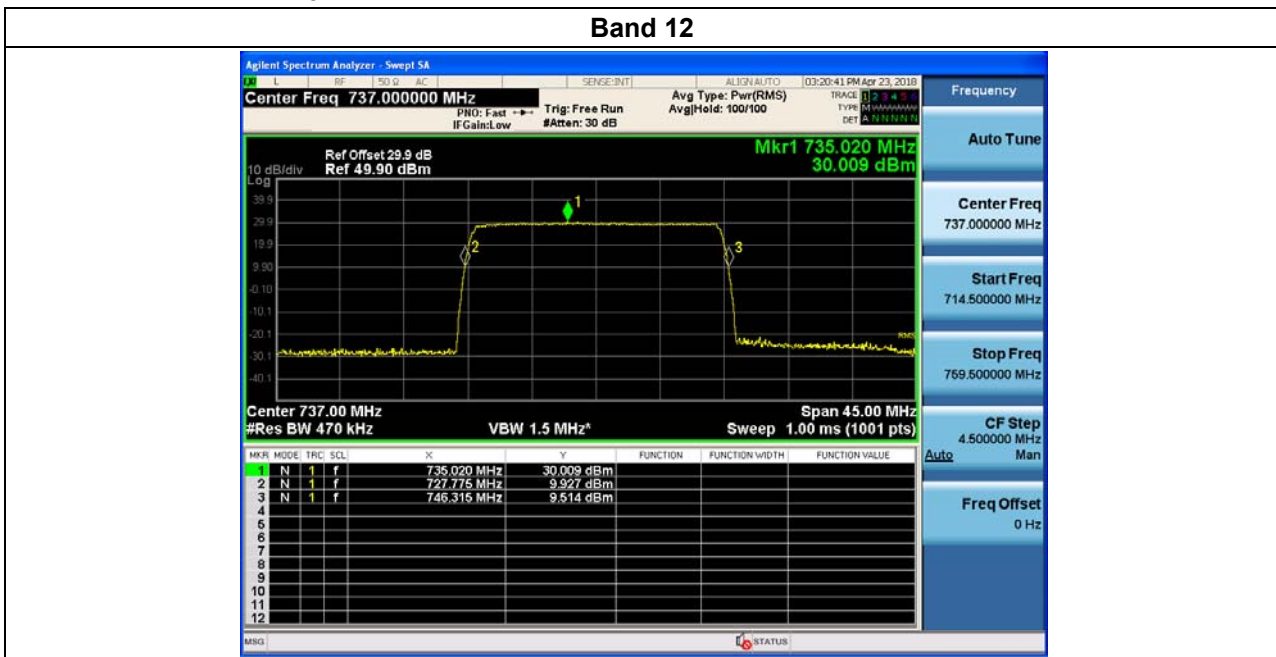 Band 12
Agilent Spectrum Analyzer - Swept SA
L RF 50 Ω AC SENSE:INT ALIGN AUTO 03:20:41 PM Apr 23, 2018
Center Freq 737.000000 MHz
PNO: Fast
IFGain:Low
Trig: Free Run
#Atten: 30 dB
Avg Type: Pwr(RMS)
Avg|Hold: 100/100
TRACE 1 2 3 4 5 6
TYPE M
DET A N N N N N
Mkr1 735.020 MHz
30.009 dBm
Ref Offset 29.9 dB
10 dB/div Ref 49.90 dBm
Log
39.9
29.9
19.9
9.90
-0.10
-10.1
-20.1
-30.1
-40.1
1
2
3
RMS
Center 737.00 MHz Span 45.00 MHz
#Res BW 470 kHz VBW 1.5 MHz* Sweep 1.00 ms (1001 pts)
MKR MODE TRC SCL X Y FUNCTION FUNCTION WIDTH FUNCTION VALUE
1 N 1 f 735.020 MHz 30.009 dBm
2 N 1 f 727.775 MHz 9.927 dBm
3 N 1 f 746.315 MHz 9.514 dBm
4
5
6
7
8
9
10
11
12
MSG STATUS
Frequency
Auto Tune
Center Freq
737.000000 MHz
Start Freq
714.500000 MHz
Stop Freq
759.500000 MHz
CF Step
4.500000 MHz
Auto Man
Freq Offset
0 Hz